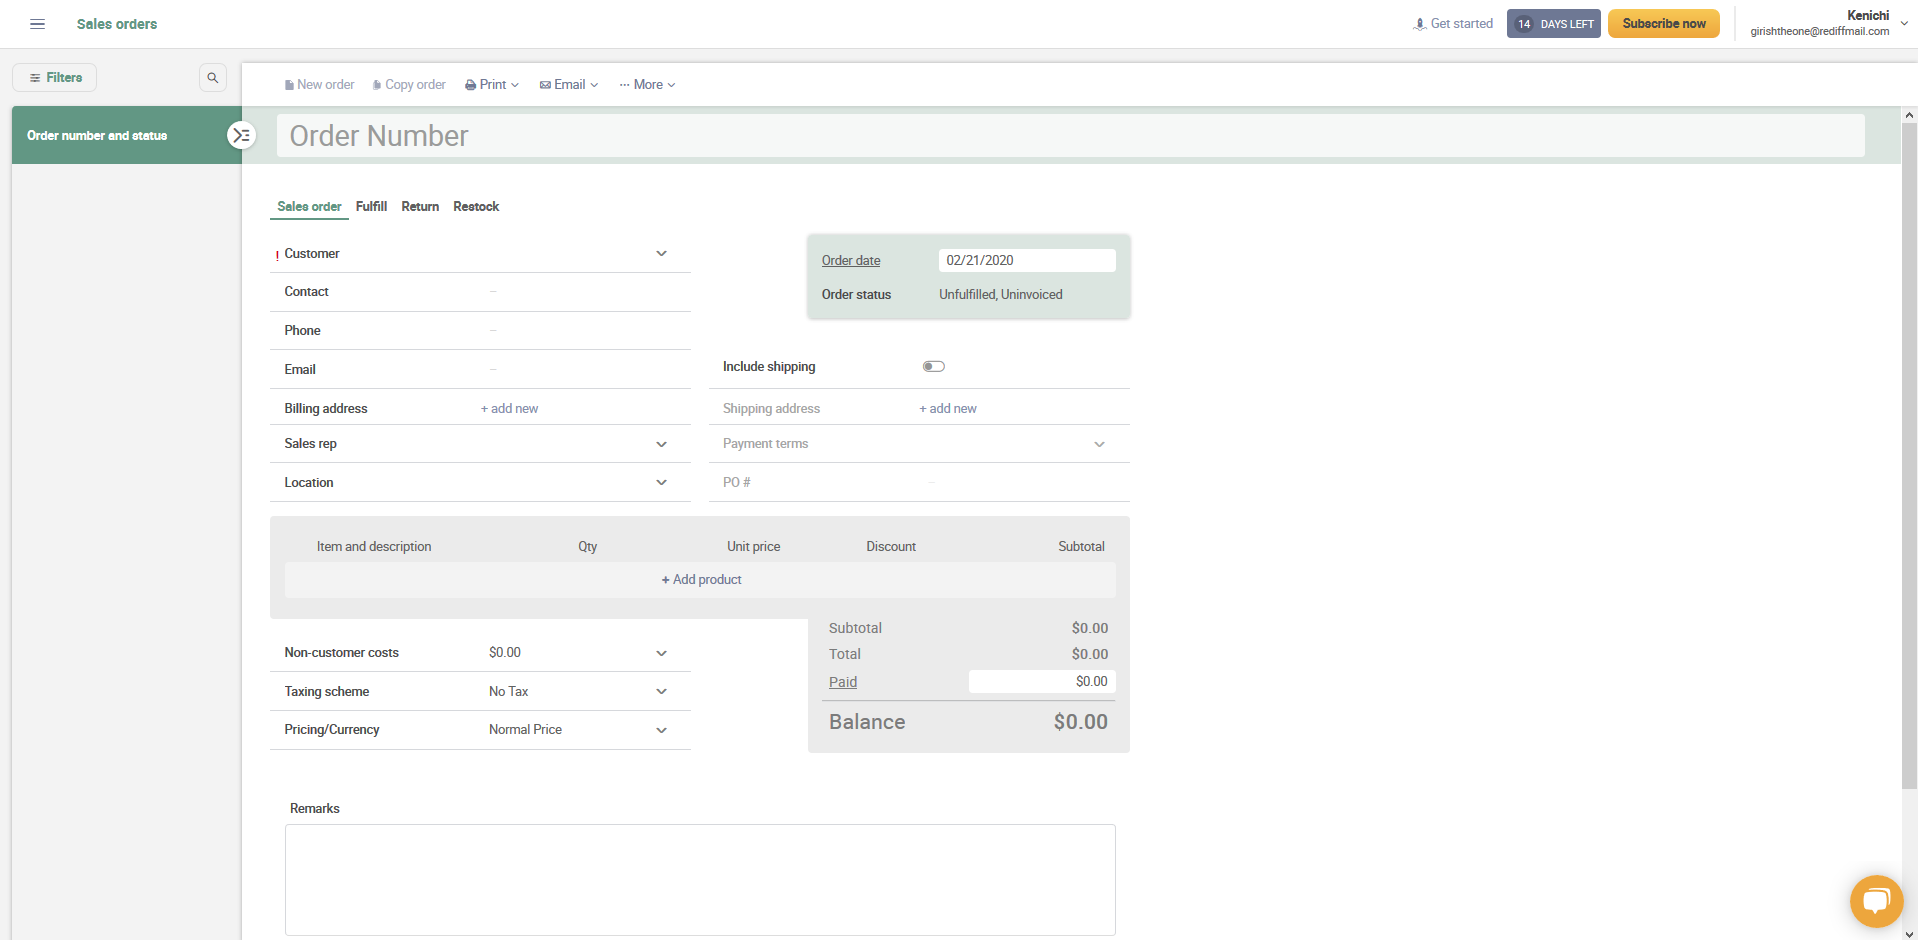 Sales orders
Get started
14 DAYS LEFT
Subscribe now
Kenichi
girishtheone@rediffmail.com
Filters
New order
Copy order
Print
Email
··· More
Order number and status
Order Number
Sales order
Fulfill
Return
Restock
! Customer
Contact –
Phone –
Email –
Billing address + add new
Sales rep
Location
Order date 02/21/2020
Order status Unfulfilled, Uninvoiced
Include shipping
Shipping address + add new
Payment terms
PO # –
Item and description Qty Unit price Discount Subtotal
+ Add product
Non-customer costs $0.00
Taxing scheme No Tax
Pricing/Currency Normal Price
Subtotal $0.00
Total $0.00
Paid $0.00
Balance $0.00
Remarks